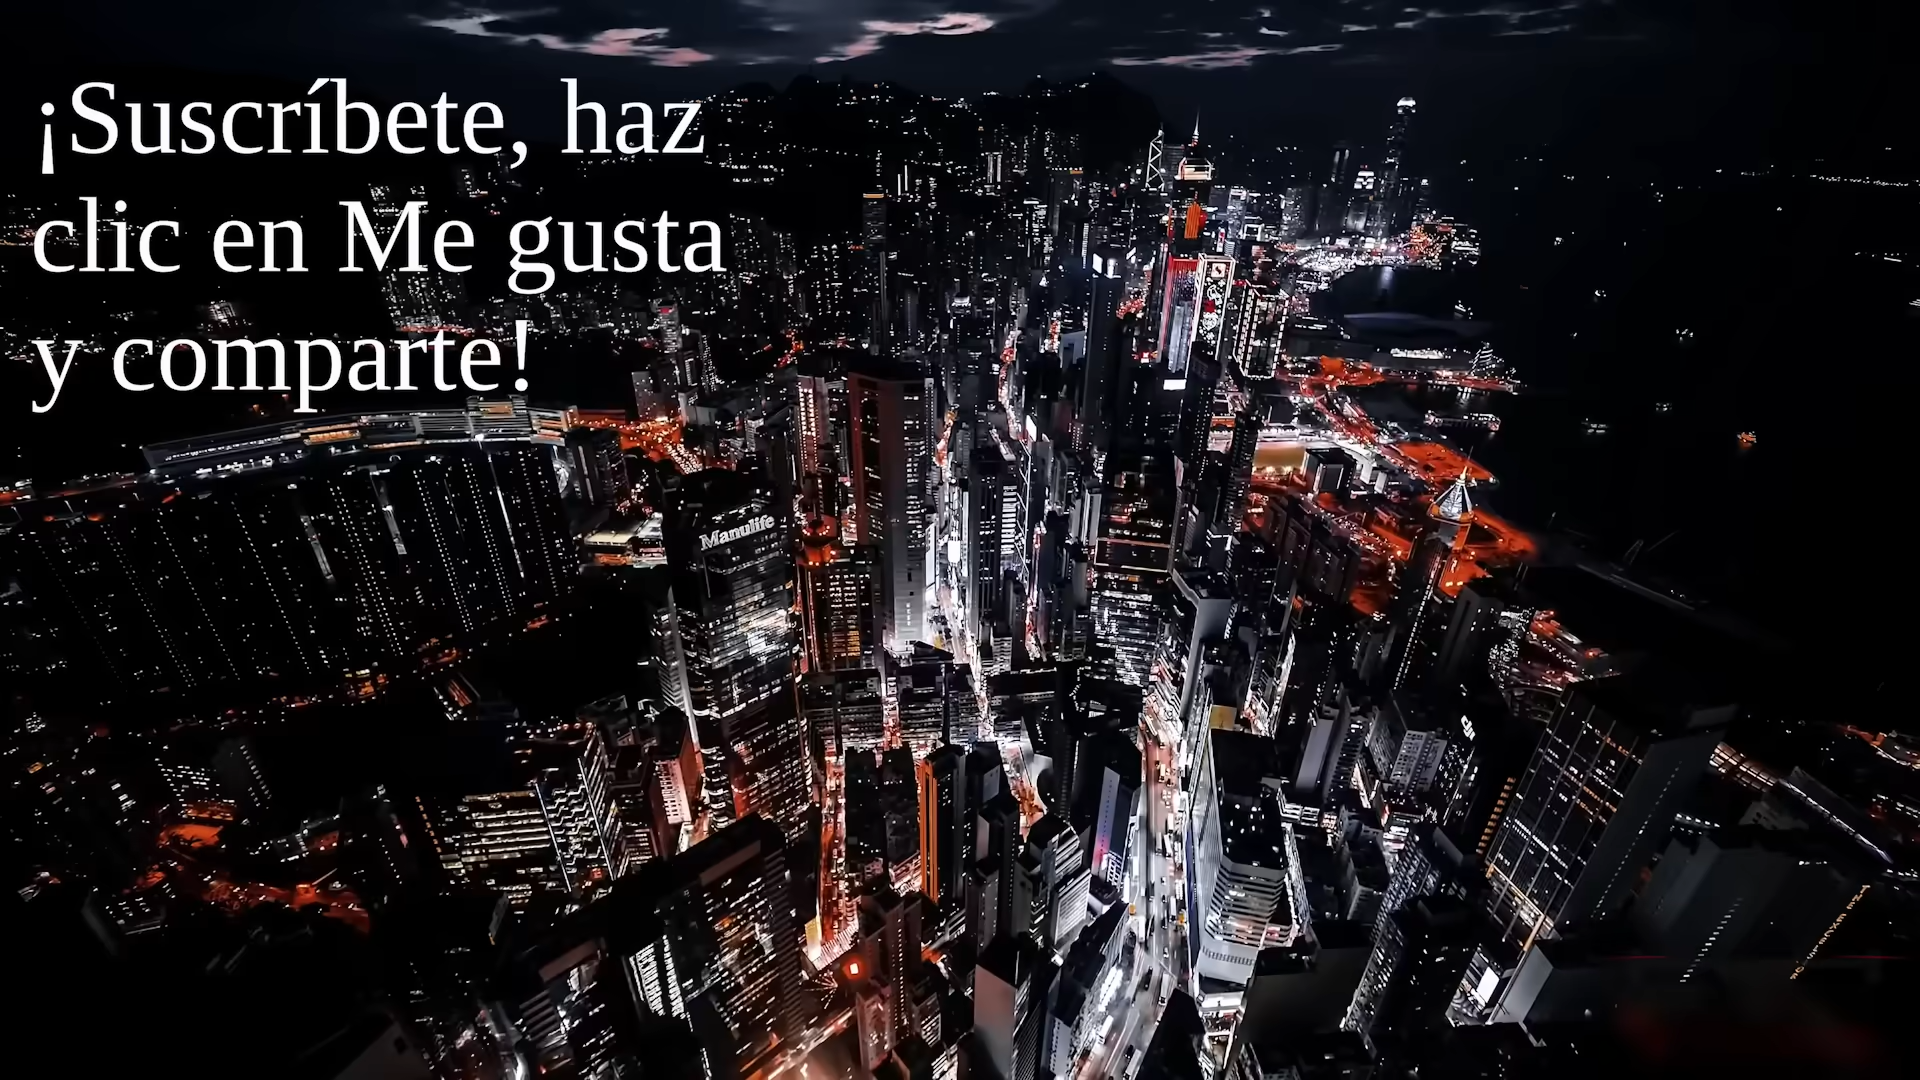 ¡Suscríbete, haz
clic en Me gusta
y comparte!
Manulife